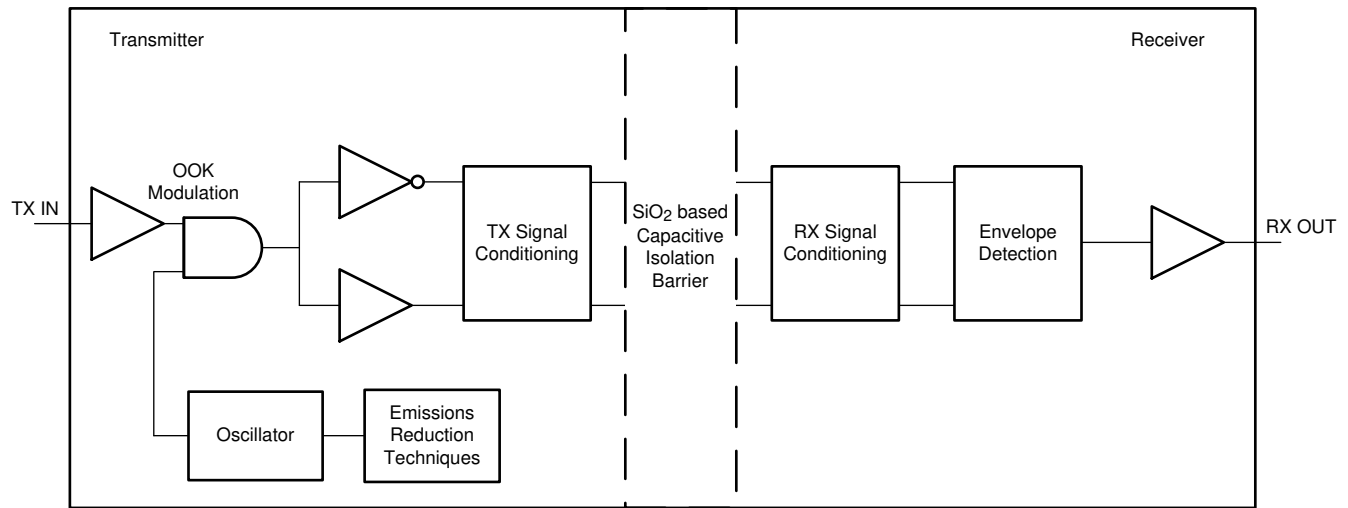 Transmitter
Receiver
OOK
Modulation
TX IN
TX Signal
Conditioning
SiO2 based
Capacitive
Isolation
Barrier
RX Signal
Conditioning
Envelope
Detection
RX OUT
Oscillator
Emissions
Reduction
Techniques